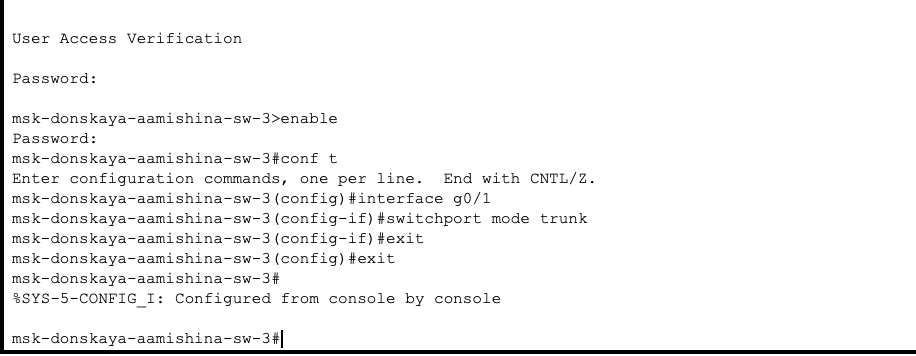 User Access Verification
Password:
msk-donskaya-aamishina-sw-3>enable
Password:
msk-donskaya-aamishina-sw-3#conf t
Enter configuration commands, one per line.  End with CNTL/Z.
msk-donskaya-aamishina-sw-3(config)#interface g0/1
msk-donskaya-aamishina-sw-3(config-if)#switchport mode trunk
msk-donskaya-aamishina-sw-3(config-if)#exit
msk-donskaya-aamishina-sw-3(config)#exit
msk-donskaya-aamishina-sw-3#
%SYS-5-CONFIG_I: Configured from console by console
msk-donskaya-aamishina-sw-3#